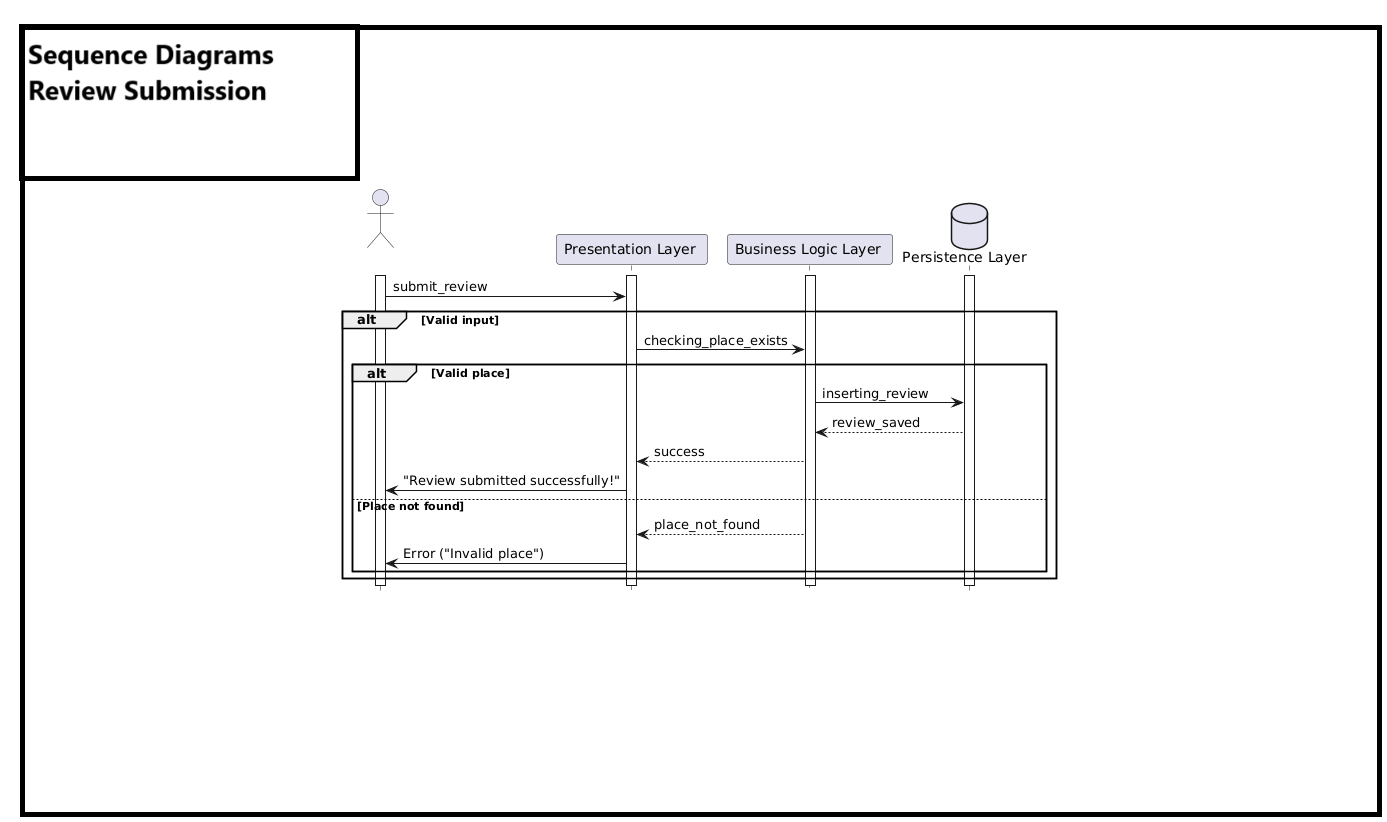 Sequence Diagrams
Review Submission
Presentation Layer
Business Logic Layer
Persistence Layer
submit_review
alt [Valid input]
checking_place_exists
alt [Valid place]
inserting_review
review_saved
success
"Review submitted successfully!"
[Place not found]
place_not_found
Error ("Invalid place")